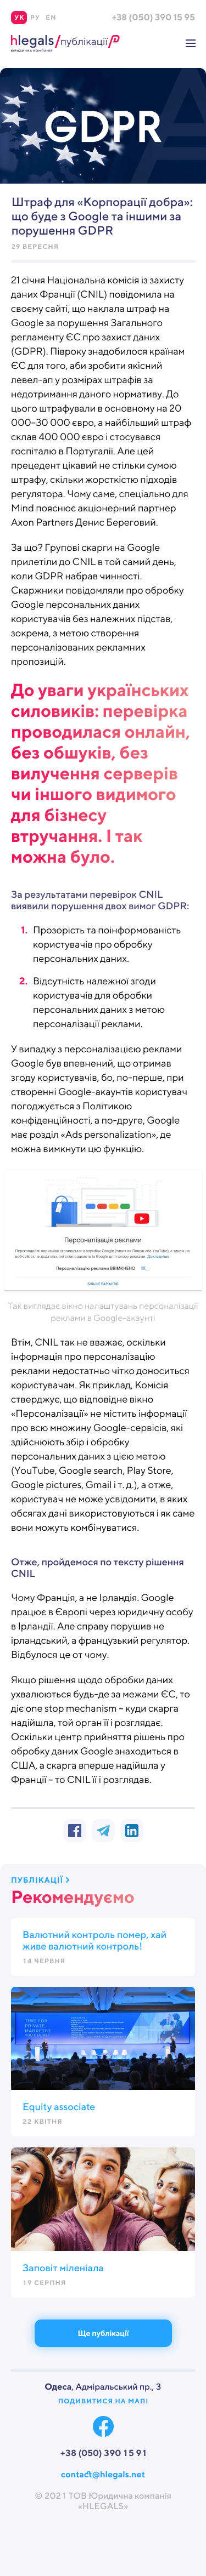 УК РУ EN
+38 (050) 390 15 95
hlegals/публікації/
ЮРИДИЧНА КОМПАНІЯ
GDPR
Штраф для «Корпорації добра»:
що буде з Google та іншими за
порушення GDPR
29 ВЕРЕСНЯ
21 січня Національна комісія із захисту
даних Франції (CNIL) повідомила на
своєму сайті, що наклала штраф на
Google за порушення Загального
регламенту ЄС про захист даних
(GDPR). Півроку знадобилося країнам
ЄС для того, аби зробити якісний
левел-ап у розмірах штрафів за
недотримання даного нормативу. До
цього штрафували в основному на 20
000–30 000 євро, а найбільший штраф
склав 400 000 євро і стосувався
госпіталю в Португалії. Але цей
прецедент цікавий не стільки сумою
штрафу, скільки жорсткістю підходів
регулятора. Чому саме, спеціально для
Mind пояснює акціонерний партнер
Axon Partners Денис Береговий.
За що? Групові скарги на Google
прилетіли до CNIL в той самий день,
коли GDPR набрав чинності.
Скаржники повідомляли про обробку
Google персональних даних
користувачів без належних підстав,
зокрема, з метою створення
персоналізованих рекламних
пропозицій.
До уваги українських
силовиків: перевірка
проводилася онлайн,
без обшуків, без
вилучення серверів
чи іншого видимого
для бізнесу
втручання. І так
можна було.
За результатами перевірок CNIL
виявили порушення двох вимог GDPR:
1. Прозорість та поінформованість
користувачів про обробку
персональних даних.
2. Відсутність належної згоди
користувачів для обробки
персональних даних з метою
персоналізації реклами.
У випадку з персоналізацією реклами
Google був впевнений, що отримав
згоду користувачів, бо, по-перше, при
створенні Google-акаунтів користувач
погоджується з Політикою
конфіденційності, а по-друге, Google
має розділ «Ads personalization», де
можна вимкнути цю функцію.
Персоналізація реклами
Персоналізацію реклами ВВІМКНЕНО
БІЛЬШЕ ВАРІАНТІВ
Так виглядає вікно налаштувань персоналізації
реклами в Google-акаунті
Втім, CNIL так не вважає, оскільки
інформація про персоналізацію
реклами недостатньо чітко доноситься
користувачам. Як приклад, Комісія
стверджує, що відповідне вікно
«Персоналізації» не містить інформації
про всю множину Google-сервісів, які
здійснюють збір і обробку
персональних даних з цією метою
(YouTube, Google search, Play Store,
Google pictures, Gmail і т. д.), а отже,
користувач не може усвідомити, в яких
обсягах дані використовуються і як саме
вони можуть комбінуватися.
Отже, пройдемося по тексту рішення
CNIL
Чому Франція, а не Ірландія. Google
працює в Європі через юридичну особу
в Ірландії. Але справу порушив не
ірландський, а французький регулятор.
Відбулося це от чому.
Якщо рішення щодо обробки даних
ухвалюються будь-де за межами ЄС, то
діє one stop mechanism – куди скарга
надійшла, той орган її і розглядає.
Оскільки центр прийняття рішень про
обробку даних Google знаходиться в
США, а скарга вперше надійшла у
Франції – то CNIL її і розглядав.
ПУБЛІКАЦІЇ >
Рекомендуємо
Валютний контроль помер, хай
живе валютний контроль!
14 ЧЕРВНЯ
Equity associate
22 КВІТНЯ
Заповіт міленіала
19 СЕРПНЯ
Ще публікації
Одеса, Адміральський пр., 3
ПОДИВИТИСЯ НА МАПІ
+38 (050) 390 15 91
contact@hlegals.net
© 2021 ТОВ Юридична компанія
«HLEGALS»